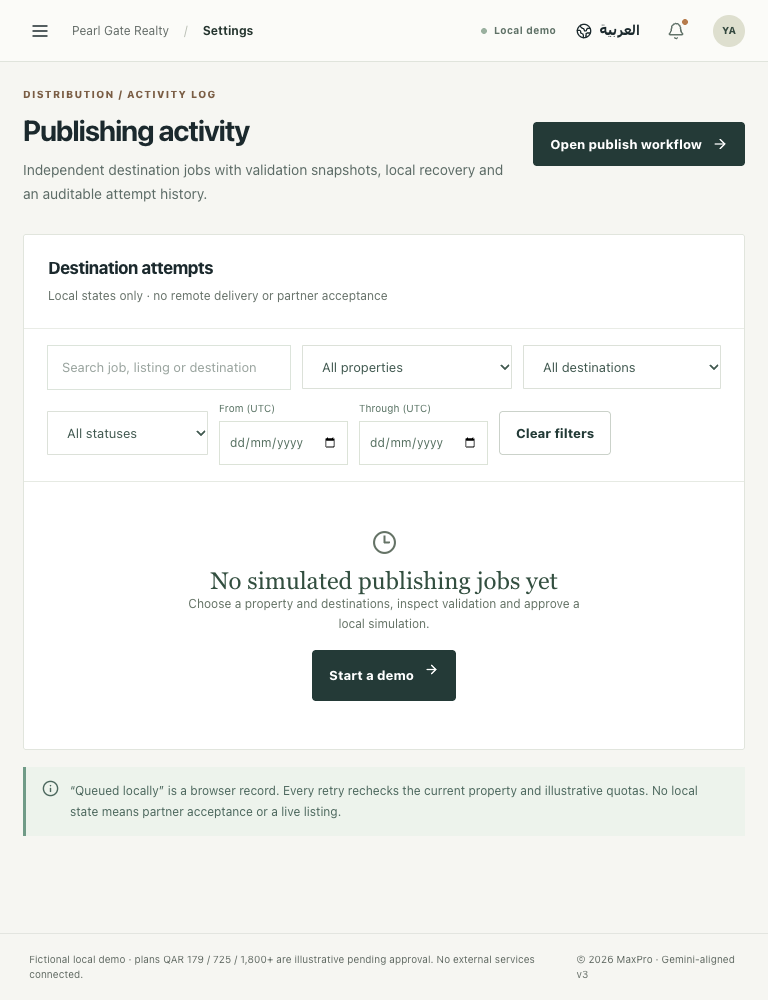 Pearl Gate Realty / Settings
Local demo
العربية
YA
DISTRIBUTION / ACTIVITY LOG
Publishing activity
Independent destination jobs with validation snapshots, local recovery and
an auditable attempt history.
Open publish workflow
Destination attempts
Local states only · no remote delivery or partner acceptance
Search job, listing or destination
All properties
All destinations
All statuses
From (UTC)
dd/mm/yyyy
Through (UTC)
dd/mm/yyyy
Clear filters
No simulated publishing jobs yet
Choose a property and destinations, inspect validation and approve a
local simulation.
Start a demo
“Queued locally” is a browser record. Every retry rechecks the current property and illustrative quotas. No local
state means partner acceptance or a live listing.
Fictional local demo · plans QAR 179 / 725 / 1,800+ are illustrative pending approval. No external services
connected.
© 2026 MaxPro · Gemini-aligned
v3